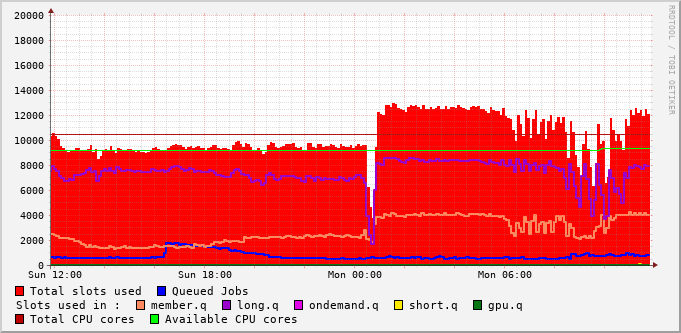 20000
18000
16000
14000
12000
10000
8000
6000
4000
2000
0
Sun 12:00 Sun 18:00 Mon 00:00 Mon 06:00
Total slots used Queued Jobs
Slots used in : member.q long.q ondemand.q short.q gpu.q
Total CPU cores Available CPU cores
RRDTOOL / TOBI OETIKER